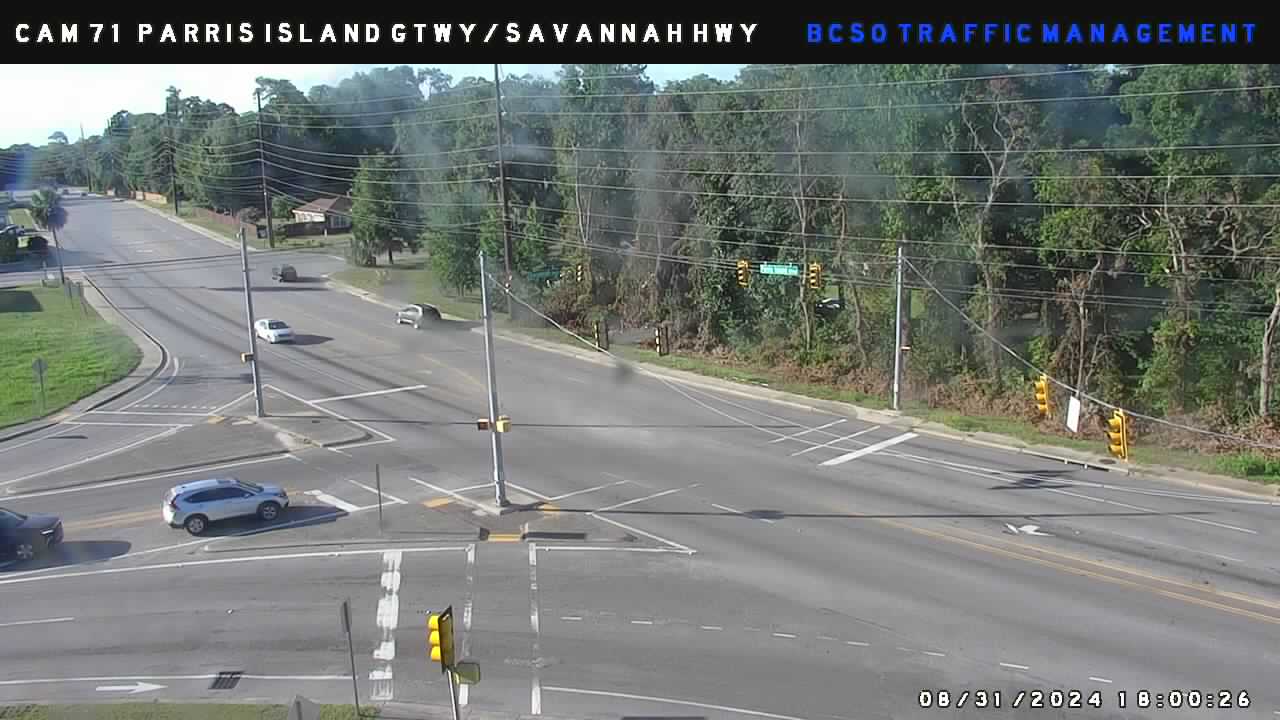 CAM 71 PARRIS ISLAND GTWY/SAVANNAH HWY BCSO TRAFFIC MANAGEMENT
08/31/2024 18:00:26